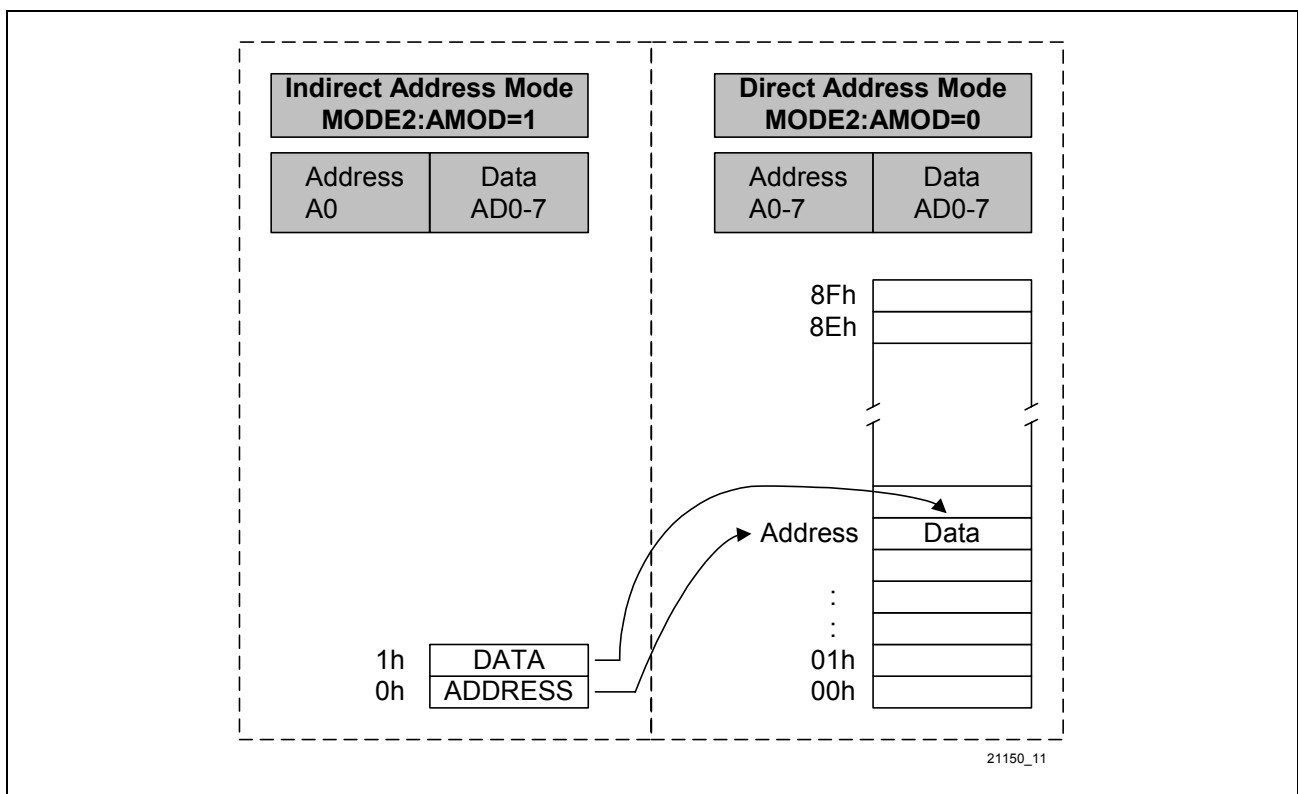 Indirect Address Mode
MODE2:AMOD=1
Address Data
A0 AD0-7
Direct Address Mode
MODE2:AMOD=0
Address Data
A0-7 AD0-7
8Fh
8Eh
Address Data
:
:
1h DATA
0h ADDRESS
01h
00h
21150_11